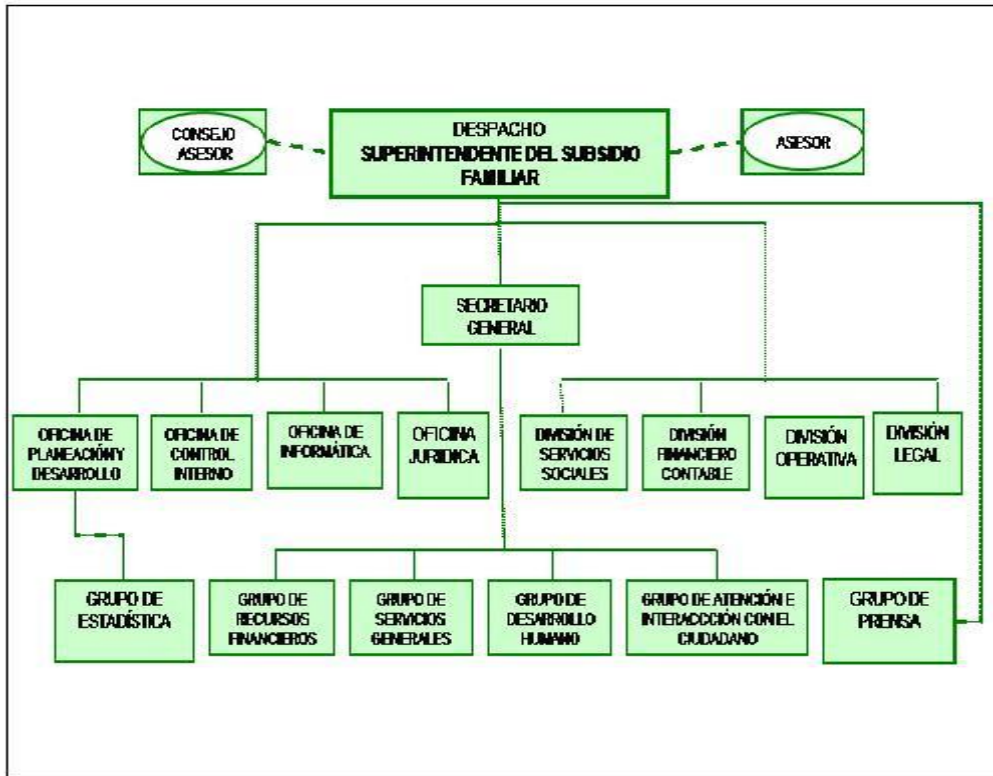 CONSEJO
ASESOR
DESPACHO
SUPERINTENDENTE DEL SUBSIDIO
FAMILIAR
ASESOR
SECRETARIO
GENERAL
OFICINA DE
PLANEACIÓN Y
DESARROLLO
OFICINA DE
CONTROL
INTERNO
OFICINA DE
INFORMÁTICA
OFICINA
JURIDICA
DIVISIÓN DE
SERVICIOS
SOCIALES
DIVISIÓN
FINANCIERO
CONTABLE
DIVISIÓN
OPERATIVA
DIVISIÓN
LEGAL
GRUPO DE
ESTADÍSTICA
GRUPO DE
RECURSOS
FINANCIEROS
GRUPO DE
SERVICIOS
GENERALES
GRUPO DE
DESARROLLO
HUMANO
GRUPO DE ATENCIÓN E
INTERACCCIÓN CON EL
CIUDADANO
GRUPO DE
PRENSA